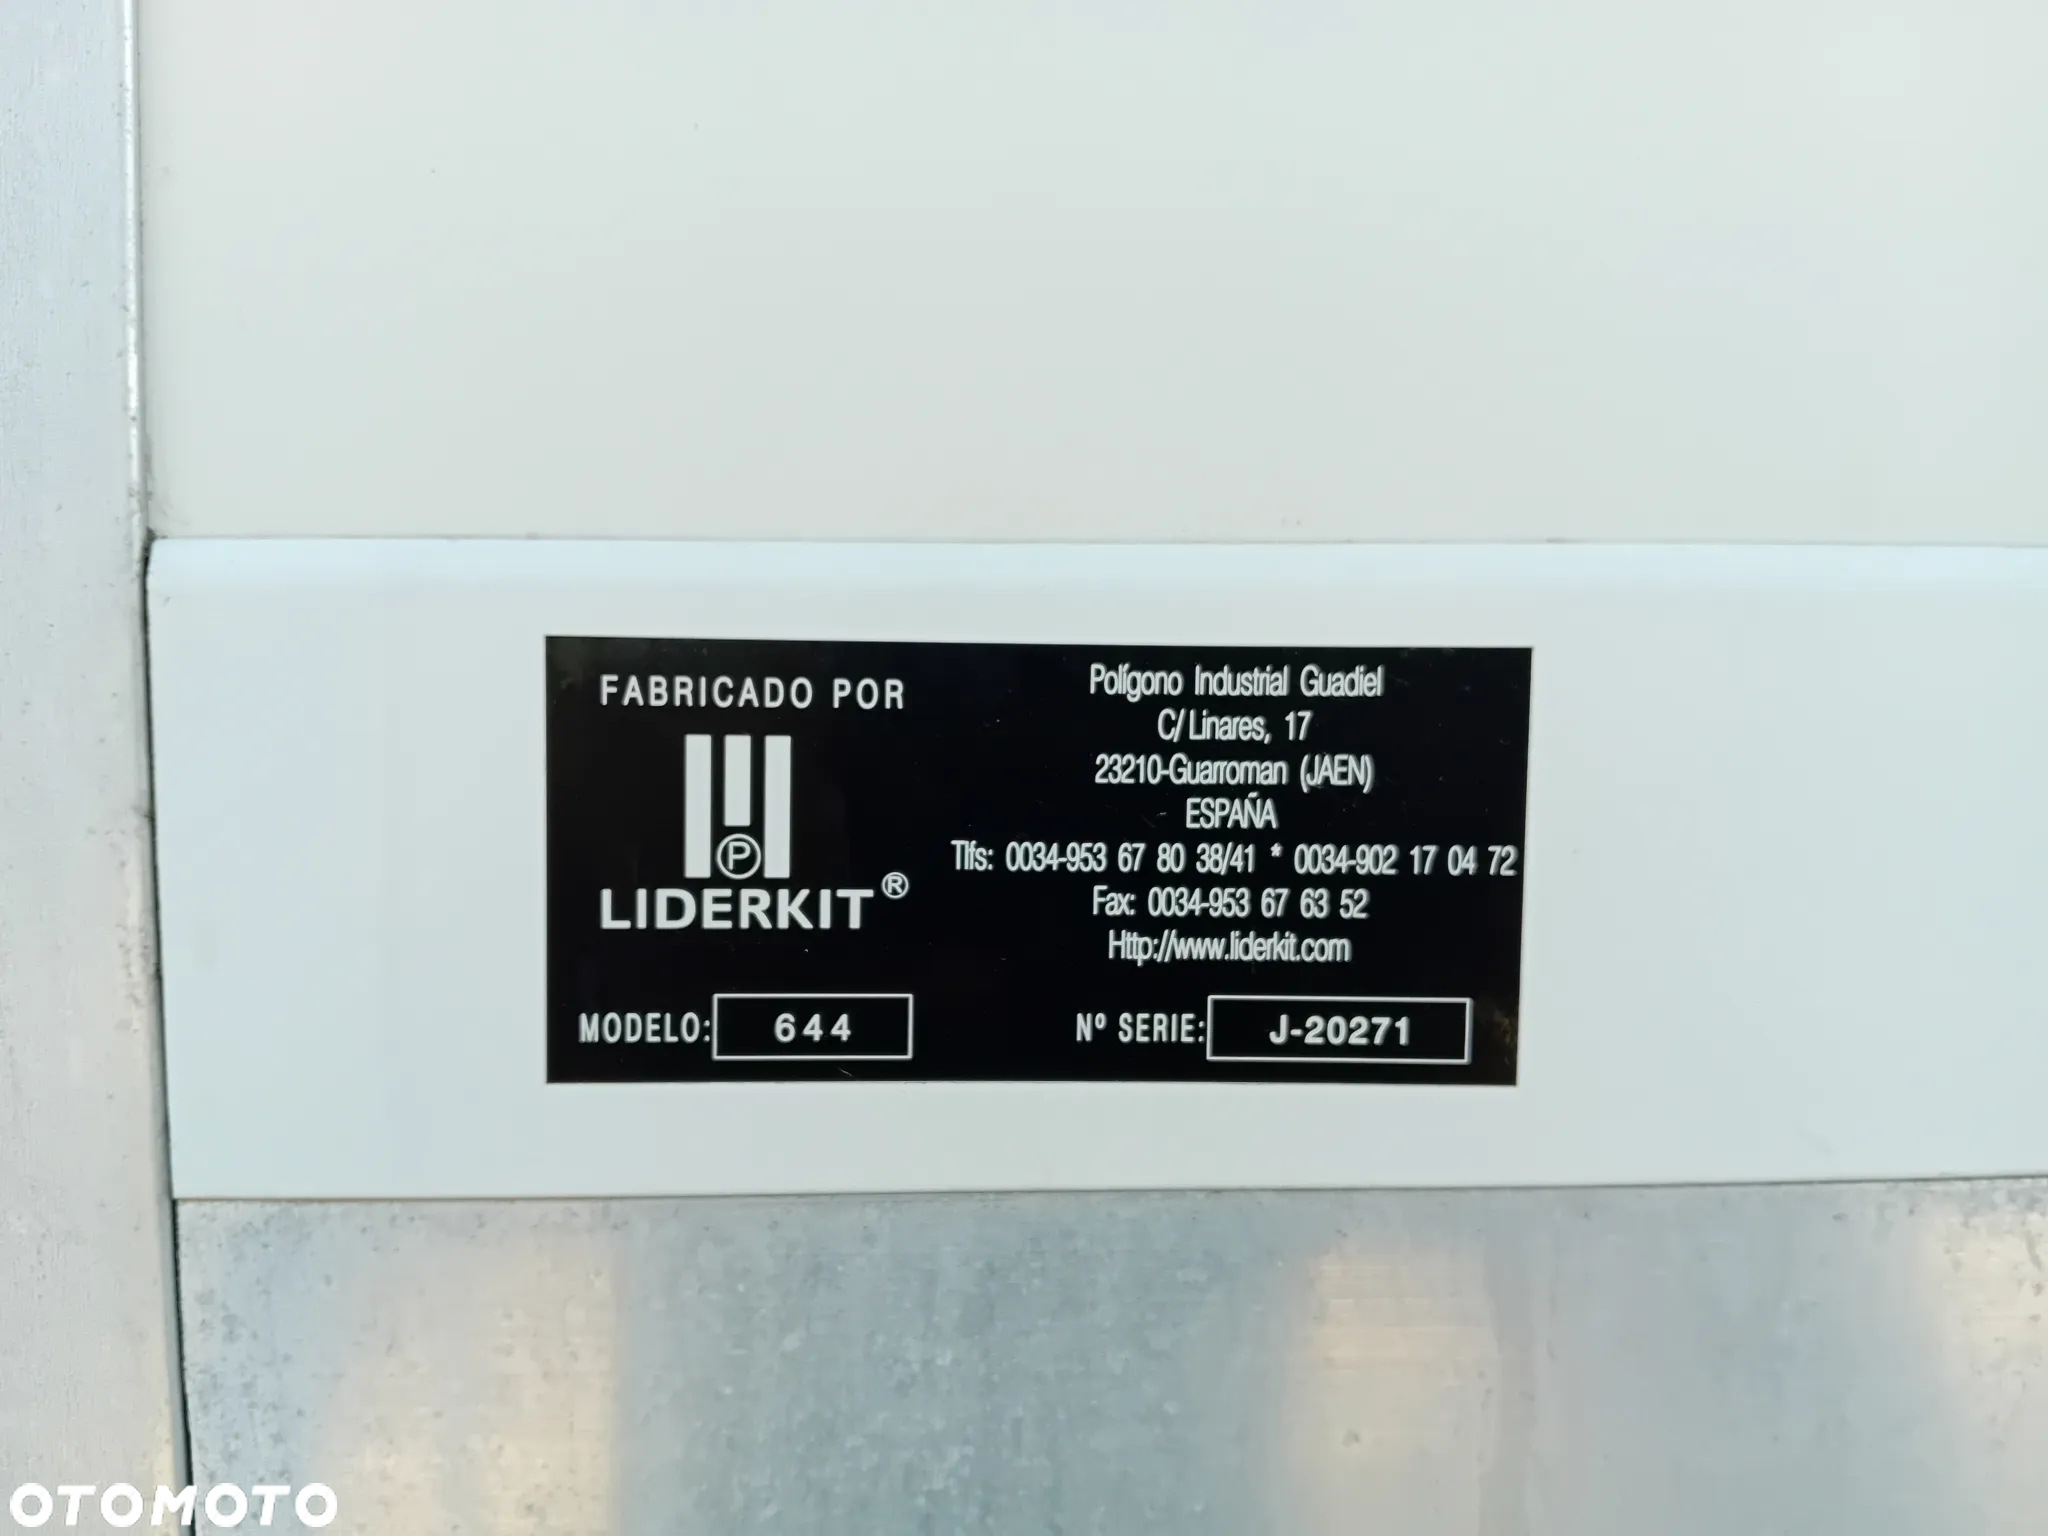 FABRICADO POR
P
LIDERKIT®
Polígono Industrial Guadiel
C/ Linares, 17
23210-Guarroman (JAEN)
ESPAÑA
Tlfs: 0034-953 67 80 38/41 * 0034-902 17 04 72
Fax: 0034-953 67 63 52
Http://www.liderkit.com
MODELO: 644
Nº SERIE: J-20271
OTOMOTO